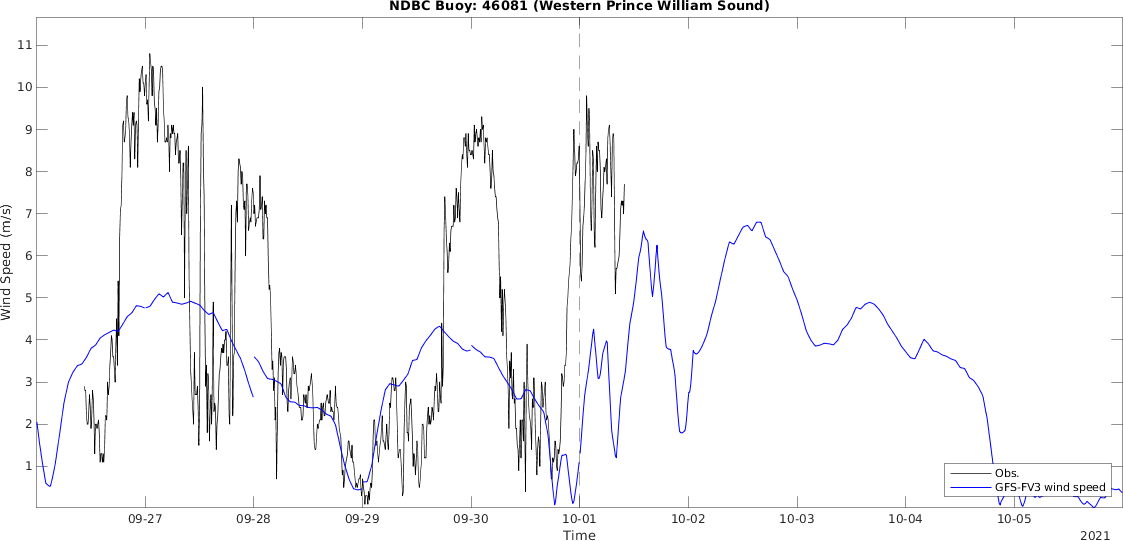 NDBC Buoy: 46081 (Western Prince William Sound)
Wind Speed (m/s)
11
10
9
8
7
6
5
4
3
2
1
Obs.
GFS-FV3 wind speed
09-27 09-28 09-29 09-30 10-01 10-02 10-03 10-04 10-05
Time
2021